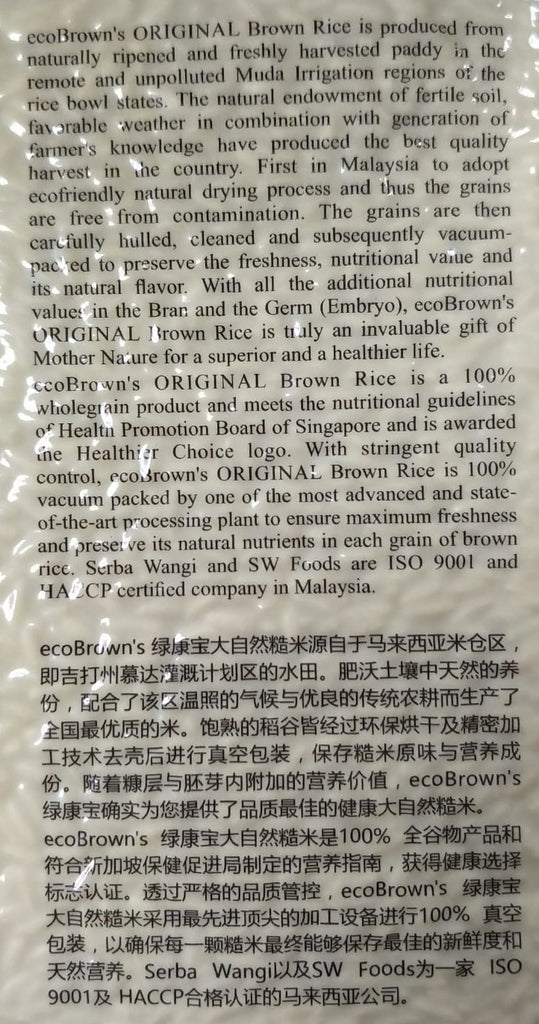 ecoBrown's ORIGINAL Brown Rice is produced from
naturally ripened and freshly harvested paddy in the
remote and unpolluted Muda Irrigation regions of the
rice bowl states. The natural endowment of fertile soil,
favorable weather in combination with generation of
farmer's knowledge have produced the best quality
harvest in the country. First in Malaysia to adopt
ecofriendly natural drying process and thus the grains
are free from contamination. The grains are then
carefully hulled, cleaned and subsequently vacuum-
packed to preserve the freshness, nutritional value and
its natural flavor. With all the additional nutritional
values in the Bran and the Germ (Embryo), ecoBrown's
ORIGINAL Brown Rice is truly an invaluable gift of
Mother Nature for a superior and a healthier life.
ecoBrown's ORIGINAL Brown Rice is a 100%
wholegrain product and meets the nutritional guidelines
of Health Promotion Board of Singapore and is awarded
the Healthier Choice logo. With stringent quality
control, ecoBrown's ORIGINAL Brown Rice is 100%
vacuum packed by one of the most advanced and state-
of-the-art processing plant to ensure maximum freshness
and preserve its natural nutrients in each grain of brown
rice. Serba Wangi and SW Foods are ISO 9001 and
HACCP certified company in Malaysia.
ecoBrown's 绿康宝大自然糙米源自于马来西亚米仓区，
即吉打州慕达灌溉计划区的水田。肥沃土壤中天然的养
份，配合了该区温照的气候与优良的传统农耕而生产了
全国最优质的米。饱熟的稻谷皆经过环保烘干及精密加
工技术去壳后进行真空包装，保存糙米原味与营养成
份。随着糠层与胚芽内附加的营养价值，ecoBrown's
绿康宝确实为您提供了品质最佳的健康大自然糙米。
ecoBrown's 绿康宝大自然糙米是100% 全谷物产品和
符合新加坡保健促进局制定的营养指南，获得健康选择
标志认证。透过严格的品质管控，ecoBrown's 绿康宝
大自然糙米采用最先进顶尖的加工设备进行100% 真空
包装，以确保每一颗糙米最终能够保存最佳的新鲜度和
天然营养。Serba Wangi以及SW Foods为一家 ISO
9001及 HACCP合格认证的马来西亚公司。